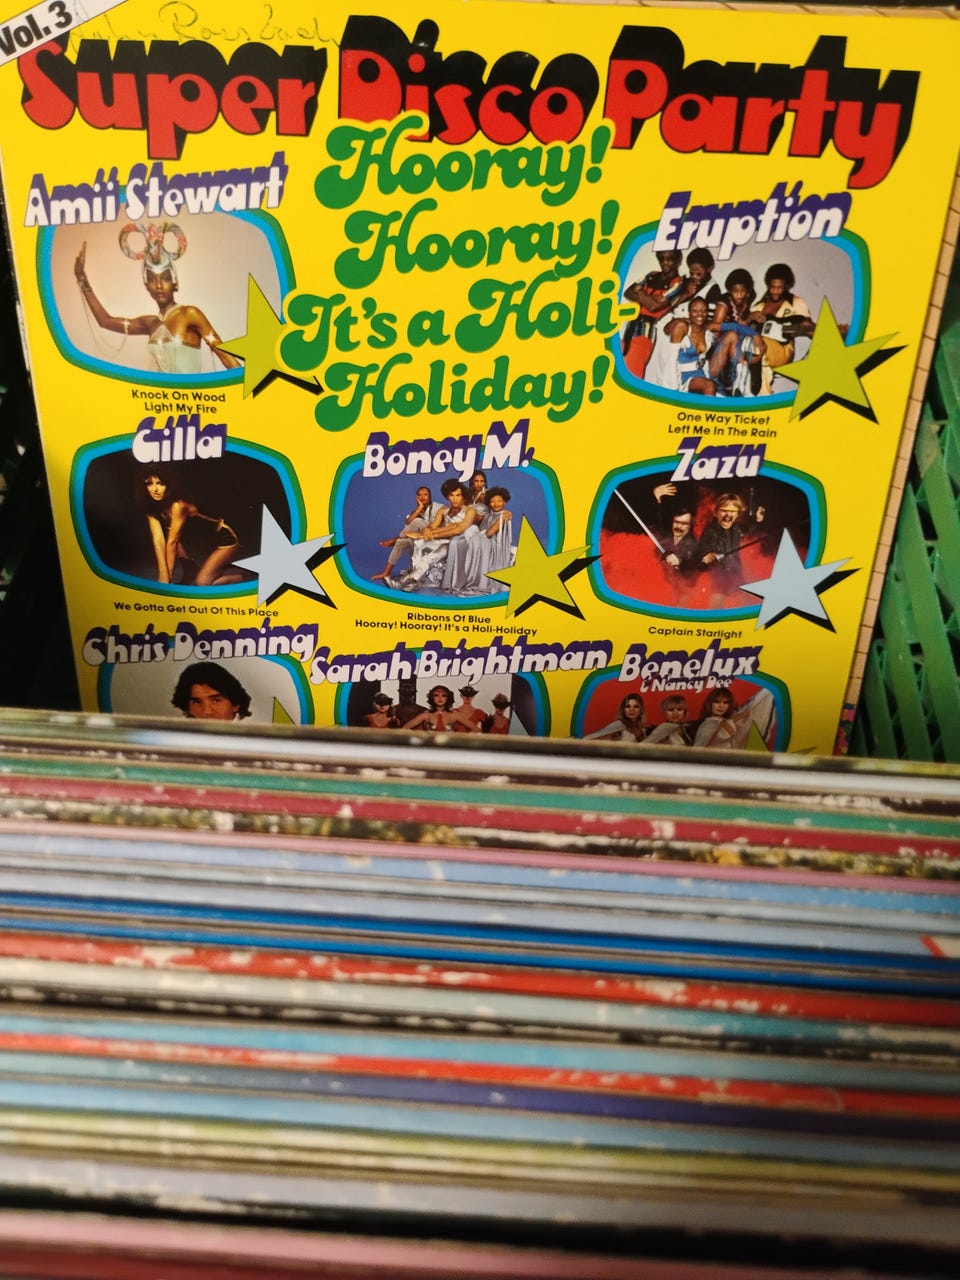 Vol. 3
Super Disco Party
Hooray!
Hooray!
It's a Holi-
Holiday!
Amii Stewart
Knock On Wood
Light My Fire
Eruption
One Way Ticket
Left Me In The Rain
Gilla
We Gotta Get Out Of This Place
Boney M.
Ribbons Of Blue
Hooray! Hooray! It's a Holi-Holiday
Zazu
Captain Starlight
Chris Denning
Sarah Brightman
Benelux
& Nancy Dee